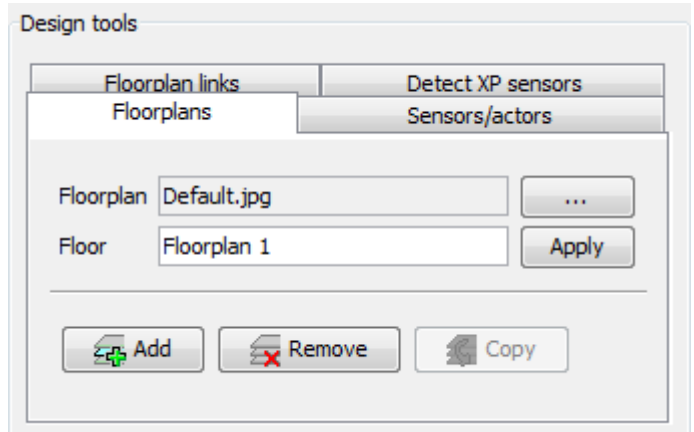 Design tools
Floorplan links Detect XP sensors
Floorplans Sensors/actors
Floorplan Default.jpg ...
Floor Floorplan 1 Apply
Add Remove Copy